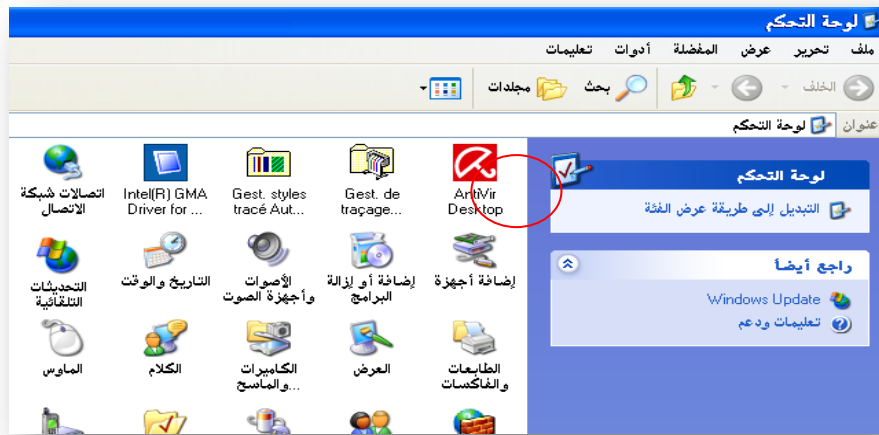 لوحة التحكم
ملف تحرير عرض المفضلة أدوات تعليمات
الخلف بحث مجلدات
عنوان لوحة التحكم
لوحة التحكم
التبديل إلى طريقة عرض الفئة
راجع أيضاً
Windows Update
تعليمات ودعم
AntiVir
Desktop
Gest. de
traçage...
Gest. styles
tracé Aut...
Intel(R) GMA
Driver for ...
اتصالات شبكة
الاتصال
إضافة أجهزة
إضافة أو إزالة
البرامج
الأصوات
وأجهزة الصوت
التاريخ والوقت
التحديثات
التلقائية
الطابعات
والفاكسات
العرض
الكاميرات
والماسح...
الكلام
الماوس